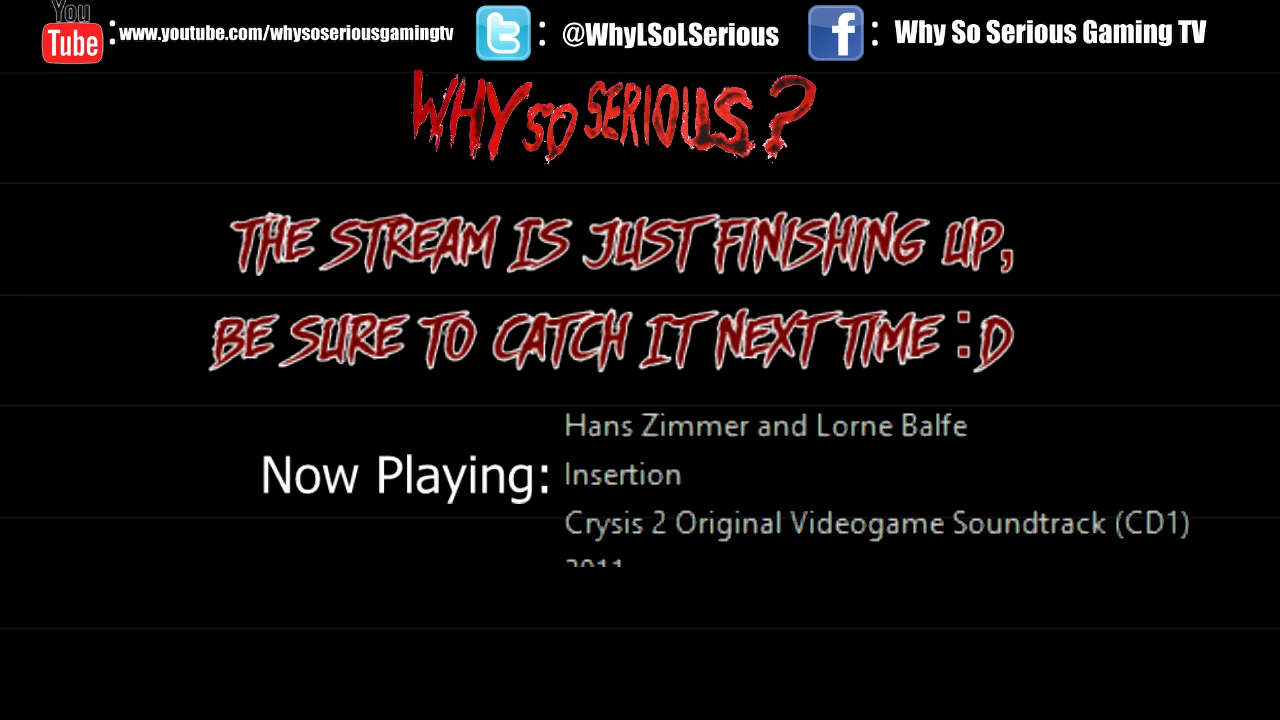 You Tube : www.youtube.com/whysoseriousgamingtv : @WhyLSoLSerious f : Why So Serious Gaming TV
WHY SO SERIOUS?
THE STREAM IS JUST FINISHING UP,
BE SURE TO CATCH IT NEXT TIME :D
Hans Zimmer and Lorne Balfe
Now Playing: Insertion
Crysis 2 Original Videogame Soundtrack (CD1)
2011